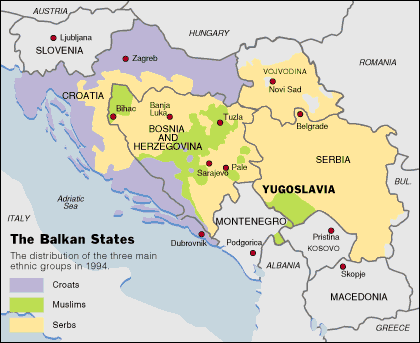 AUSTRIA
HUNGARY
Ljubljana
SLOVENIA
Zagreb
ROMANIA
VOJVODINA
Novi Sad
CROATIA
Bihac
Banja
Luka
Tuzla
Belgrade
BOSNIA
AND
HERZEGOVINA
SERBIA
Sarajevo
Pale
BUL.
YUGOSLAVIA
Adriatic
Sea
ITALY
MONTENEGRO
Dubrovnik
Podgorica
Pristina
KOSOVO
ALBANIA
Skopje
MACEDONIA
GREECE
The Balkan States
The distribution of the three main
ethnic groups in 1994.
Croats
Muslims
Serbs